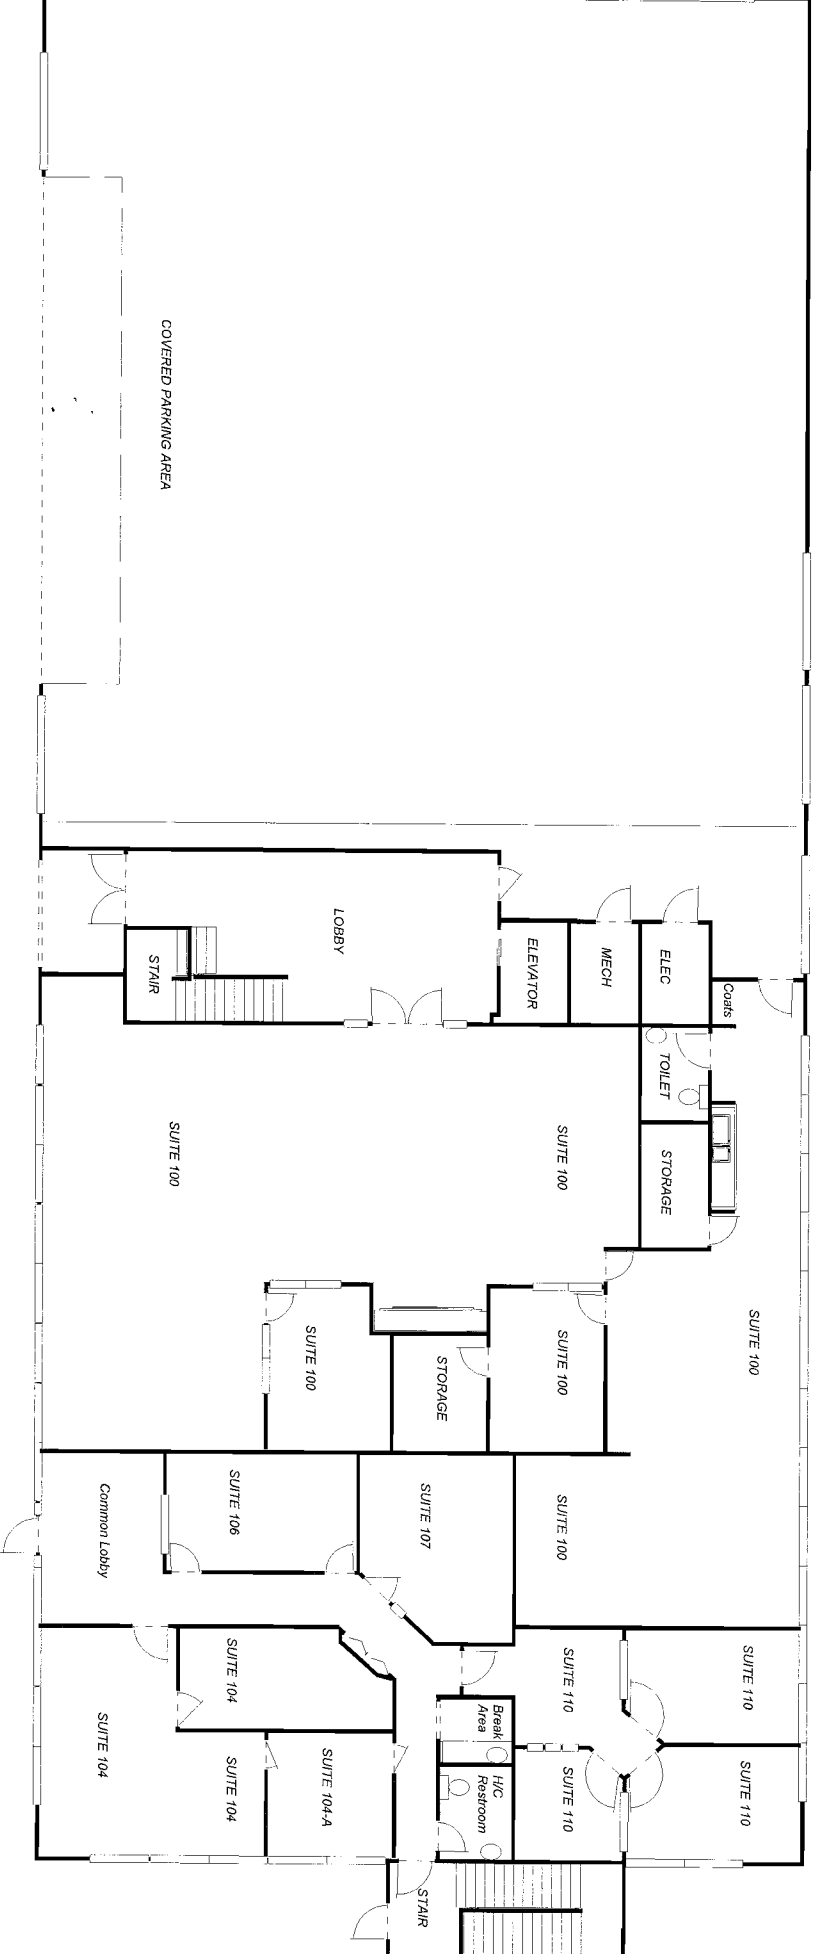 COVERED PARKING AREA
LOBBY
STAIR
ELEVATOR
MECH
ELEC
Coats
TOILET
STORAGE
SUITE 100
SUITE 100
SUITE 100
SUITE 100
STORAGE
SUITE 100
SUITE 100
Common Lobby
SUITE 106
SUITE 107
SUITE 104
SUITE 104
SUITE 104
SUITE 104-A
SUITE 110
SUITE 110
SUITE 110
SUITE 110
Break
Area
H/C
Restroom
STAIR